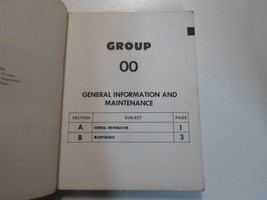 GROUP
00
GENERAL INFORMATION AND
MAINTENANCE
SECTION SUBJECT PAGE
A GENERAL INFORMATION 1
B MAINTENANCE 3